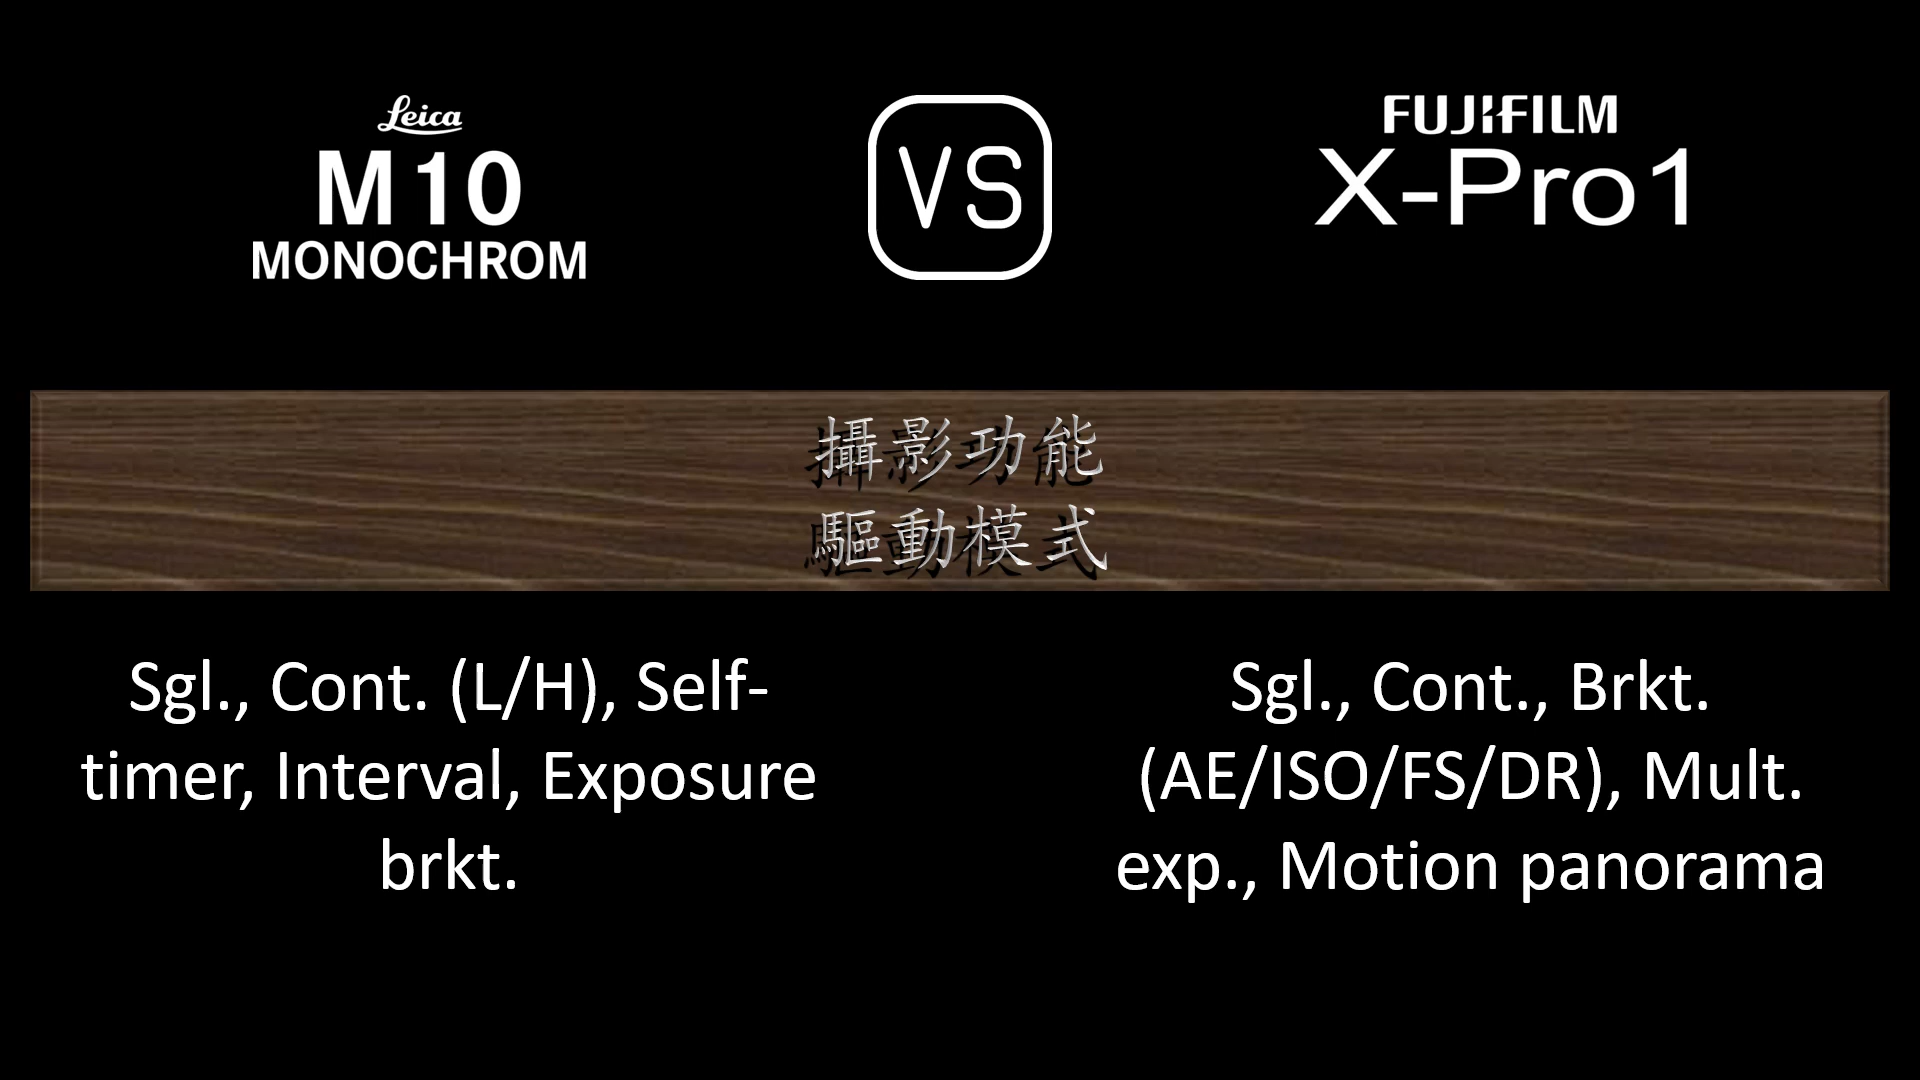 Leica
M10
MONOCHROM
VS
FUJIFILM
X-Pro1
攝影功能
驅動模式
Sgl., Cont. (L/H), Self-
timer, Interval, Exposure
brkt.
Sgl., Cont., Brkt.
(AE/ISO/FS/DR), Mult.
exp., Motion panorama